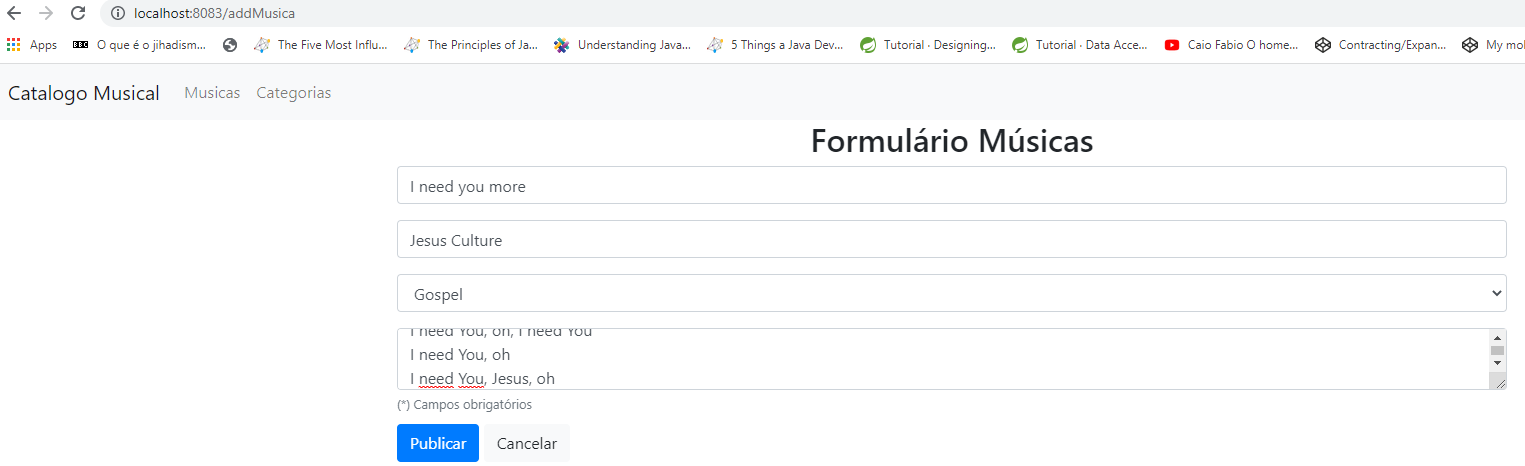 localhost:8083/addMusica
Apps BBC O que é o jihadism... The Five Most Influ... The Principles of Ja... Understanding Java... 5 Things a Java Dev... Tutorial · Designing... Tutorial · Data Acce... Caio Fabio O home... Contracting/Expan... My mol
Catalogo Musical Musicas Categorias
Formulário Músicas
I need you more
Jesus Culture
Gospel
I need You, oh, I need You
I need You, oh
I need You, Jesus, oh
(*) Campos obrigatórios
Publicar Cancelar